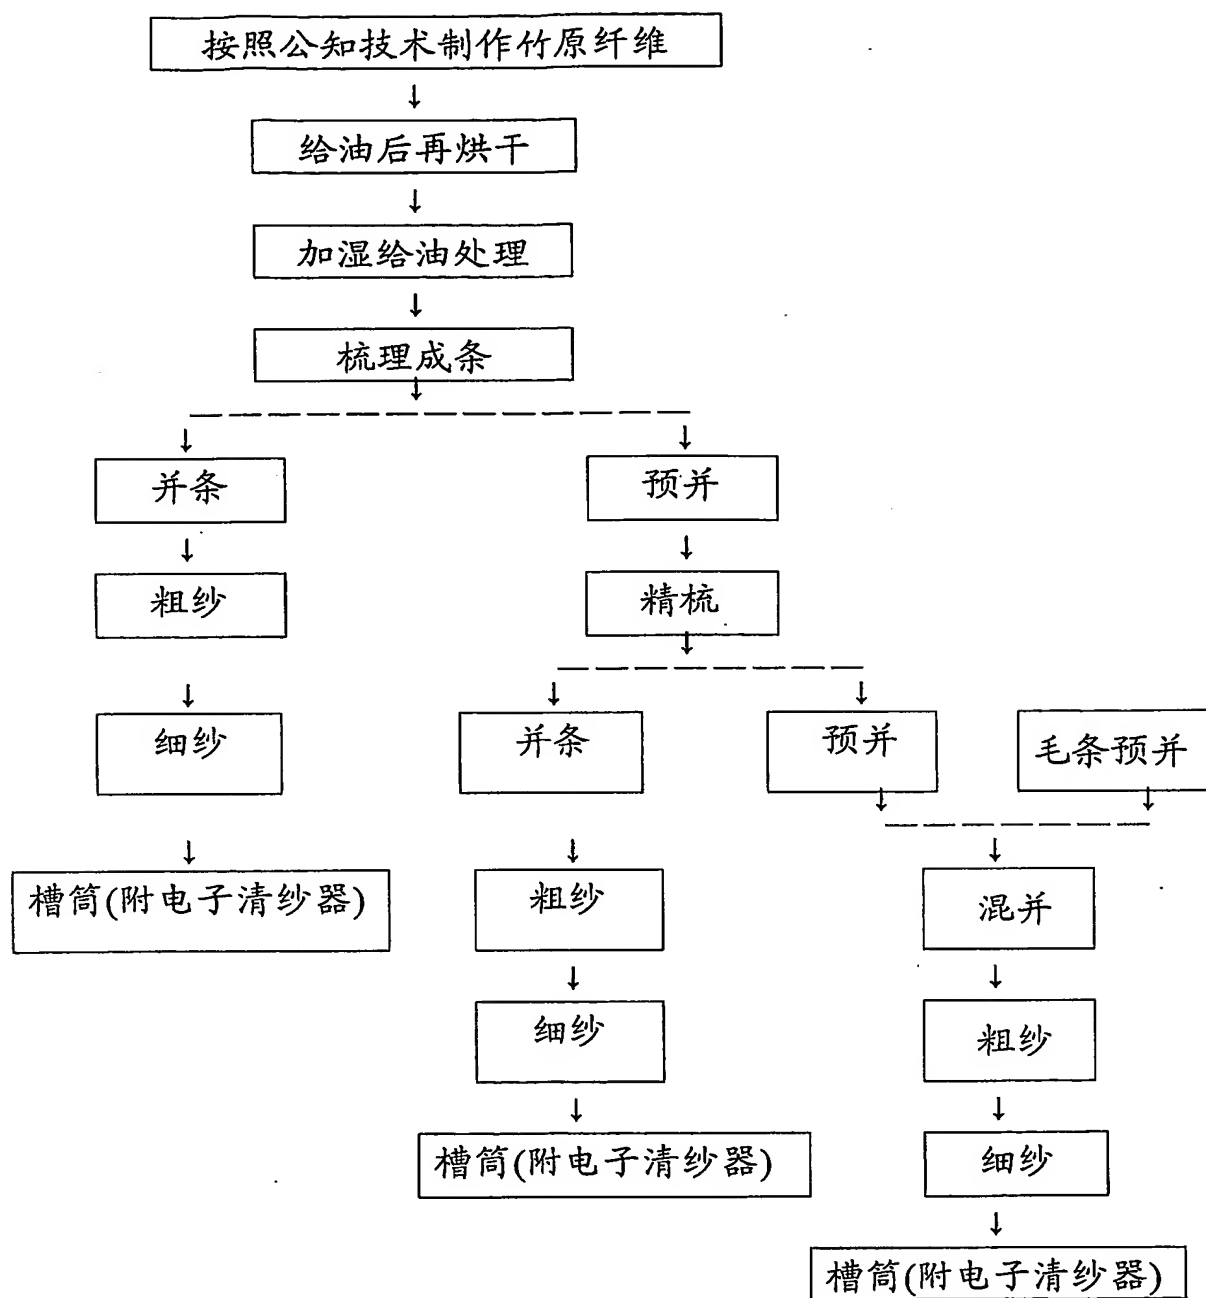 按照公知技术制作竹原纤维
给油后再烘干
加湿给油处理
梳理成条
并条
预并
粗纱
精梳
细纱
并条
预并
毛条预并
槽筒(附电子清纱器)
粗纱
混并
细纱
粗纱
槽筒(附电子清纱器)
细纱
槽筒(附电子清纱器)